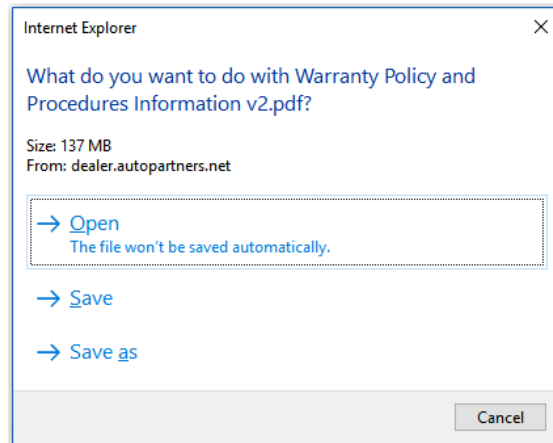 Internet Explorer
What do you want to do with Warranty Policy and
Procedures Information v2.pdf?
Size: 137 MB
From: dealer.autopartners.net
Open
The file won't be saved automatically.
Save
Save as
Cancel